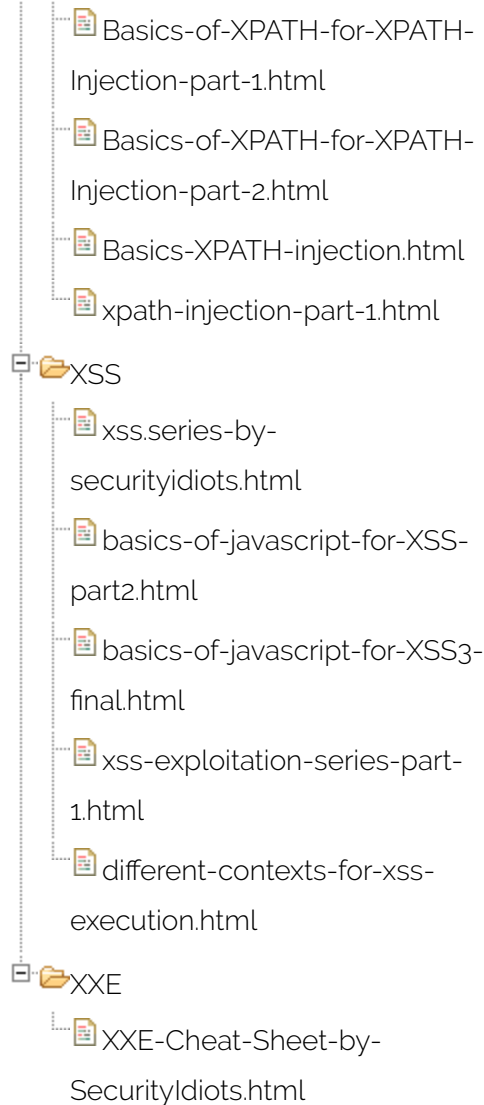 Basics-of-XPATH-for-XPATH-
Injection-part-1.html
Basics-of-XPATH-for-XPATH-
Injection-part-2.html
Basics-XPATH-injection.html
xpath-injection-part-1.html
XSS
xss.series-by-
securityidiots.html
basics-of-javascript-for-XSS-
part2.html
basics-of-javascript-for-XSS3-
final.html
xss-exploitation-series-part-
1.html
different-contexts-for-xss-
execution.html
XXE
XXE-Cheat-Sheet-by-
SecurityIdiots.html